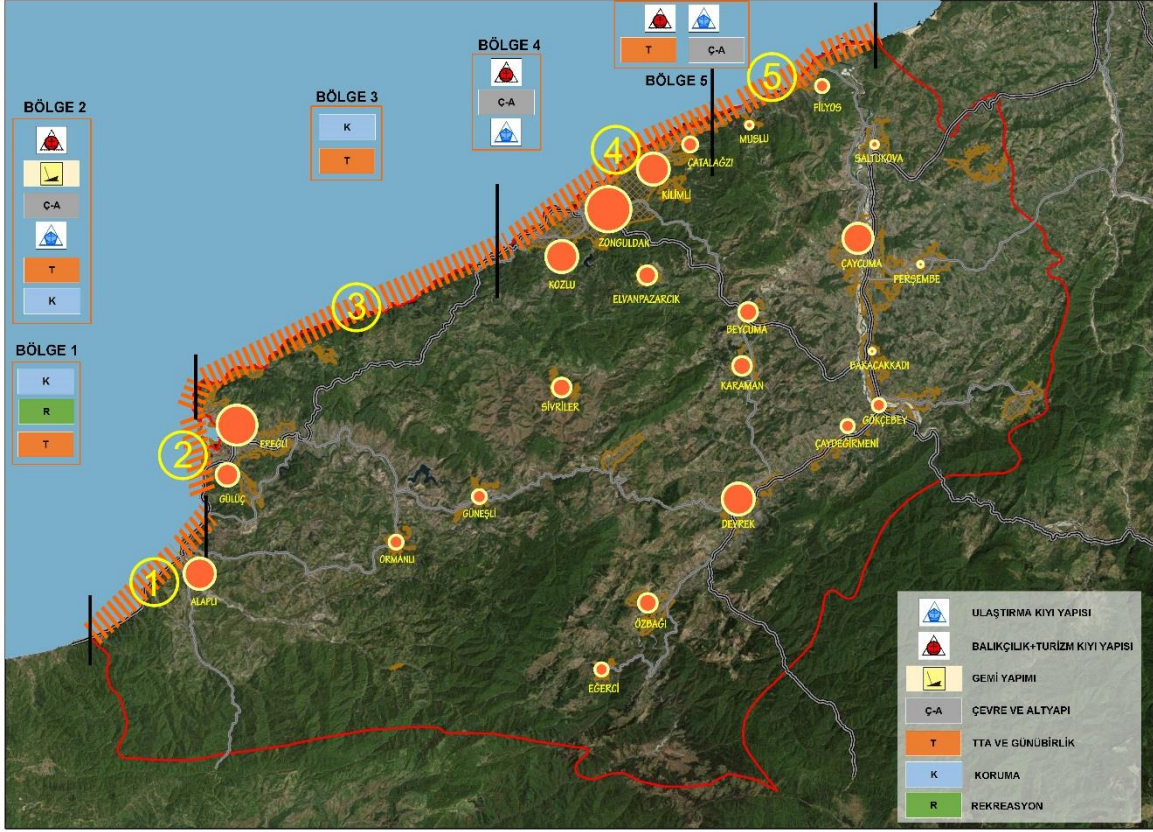 BÖLGE 2
Ç-A
T
K
BÖLGE 1
K
R
T
BÖLGE 3
K
T
BÖLGE 4
Ç-A
T
Ç-A
BÖLGE 5
5
4
3
2
1
FİLYOS
MUSLU
SALTUKOVA
ÇATALAĞZI
KİLİMLİ
ZONGULDAK
KOZLU
ELVANPAZARCIK
ÇAYCUMA
PERŞEMBE
BEYCUMA
BAKACAKKADI
KARAMAN
SİVRİLER
GÖKÇEBEY
ÇAYDEĞİRMENİ
EREĞLİ
GÜLÜÇ
GÜNEŞLİ
DEVREK
ORMANLI
ALAPLI
ÖZBAĞI
EĞERCİ
ULAŞTIRMA KIYI YAPISI
BALIKÇILIK+TURİZM KIYI YAPISI
GEMİ YAPIMI
Ç-A ÇEVRE VE ALTYAPI
T TTA VE GÜNÜBİRLİK
K KORUMA
R REKREASYON